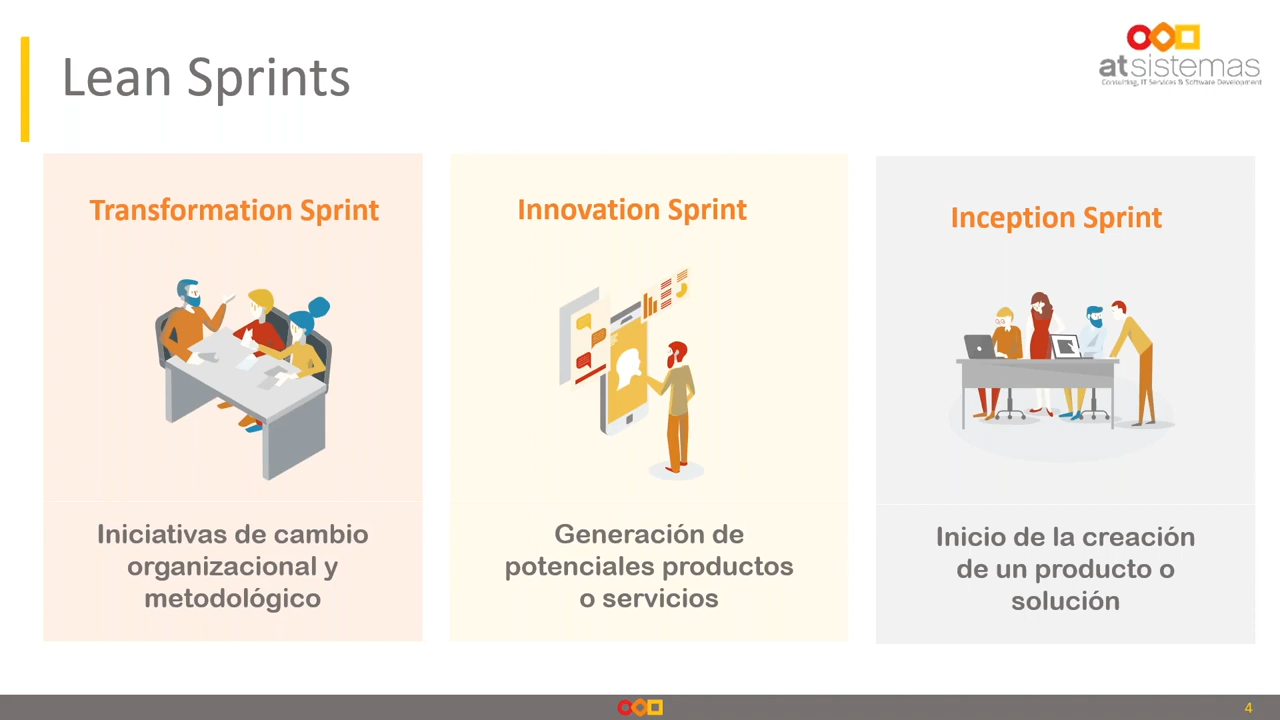 Lean Sprints
atsistemas
Consulting, IT Services & Software Development
Transformation Sprint
Iniciativas de cambio
organizacional y
metodológico
Innovation Sprint
Generación de
potenciales productos
o servicios
Inception Sprint
Inicio de la creación
de un producto o
solución
4